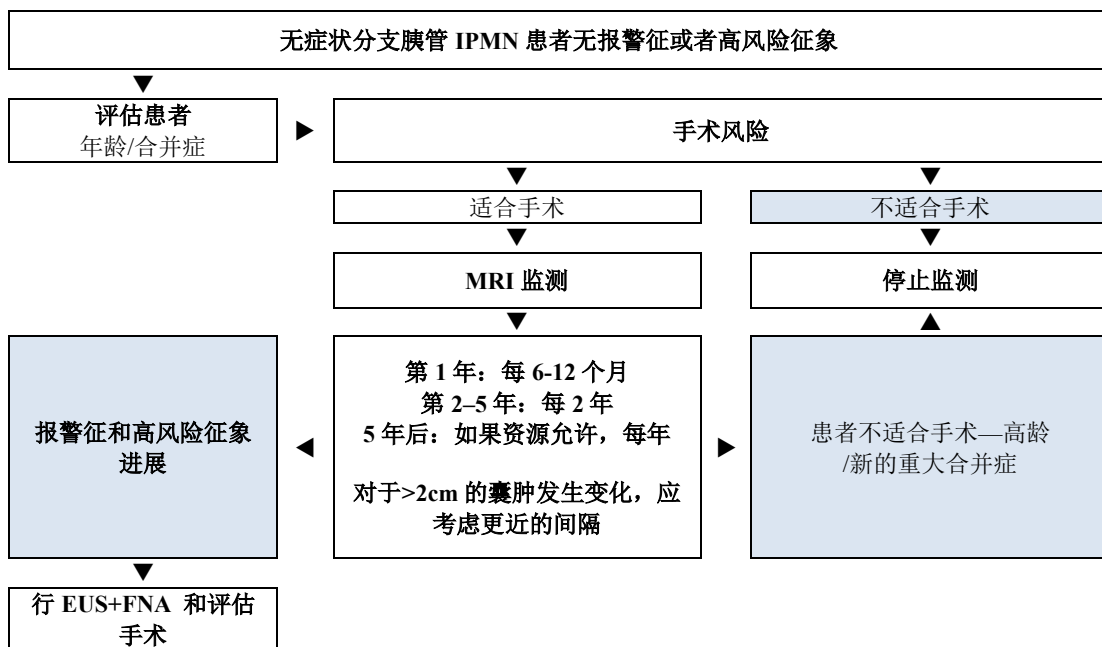 无症状分支胰管 IPMN 患者无报警征或者高风险征象
评估患者
年龄/合并症
手术风险
适合手术
不适合手术
MRI 监测
停止监测
报警征和高风险征象
进展
第 1 年：每 6-12 个月
第 2–5 年：每 2 年
5 年后：如果资源允许，每年
对于>2cm 的囊肿发生变化，应
考虑更近的间隔
患者不适合手术—高龄
/新的重大合并症
行 EUS+FNA 和评估
手术